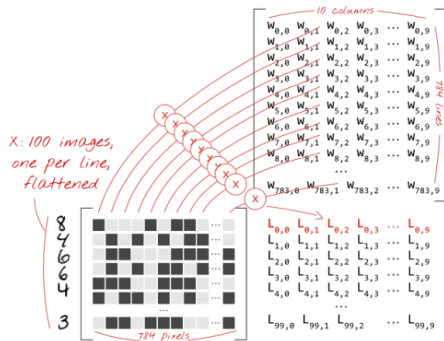 10 columns
W0,0 W0,1 W0,2 W0,3 ... W0,9
W1,0 W1,1 W1,2 W1,3 ... W1,9
W2,0 W2,1 W2,2 W2,3 ... W2,9
W3,0 W3,1 W3,2 W3,3 ... W3,9
W4,0 W4,1 W4,2 W4,3 ... W4,9
W5,0 W5,1 W5,2 W5,3 ... W5,9
W6,0 W6,1 W6,2 W6,3 ... W6,9
W7,0 W7,1 W7,2 W7,3 ... W7,9
W8,0 W8,1 W8,2 W8,3 ... W8,9
...
W783,0 W783,1 W783,2 ... W783,9
784 lines
x x x x x x x x x
X: 100 images,
one per line,
flattened
8 ... L0,0 L0,1 L0,2 L0,3 ... L0,9
4 ... L1,0 L1,1 L1,2 L1,3 ... L1,9
6 ... L2,0 L2,1 L2,2 L2,3 ... L2,9
6 ... L3,0 L3,1 L3,2 L3,3 ... L3,9
4 ... L4,0 L4,1 L4,2 L4,3 ... L4,9
... ...
3 ... L99,0 L99,1 L99,2 ... L99,9
784 pixels